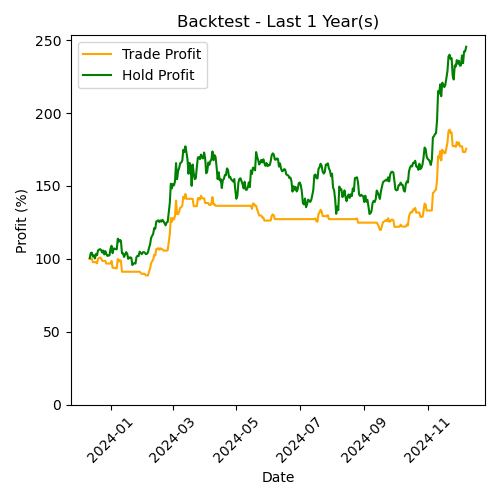 Backtest - Last 1 Year(s)
Trade Profit
Hold Profit
Profit (%)
250
200
150
100
50
0
2024-01
2024-03
2024-05
2024-07
2024-09
2024-11
Date